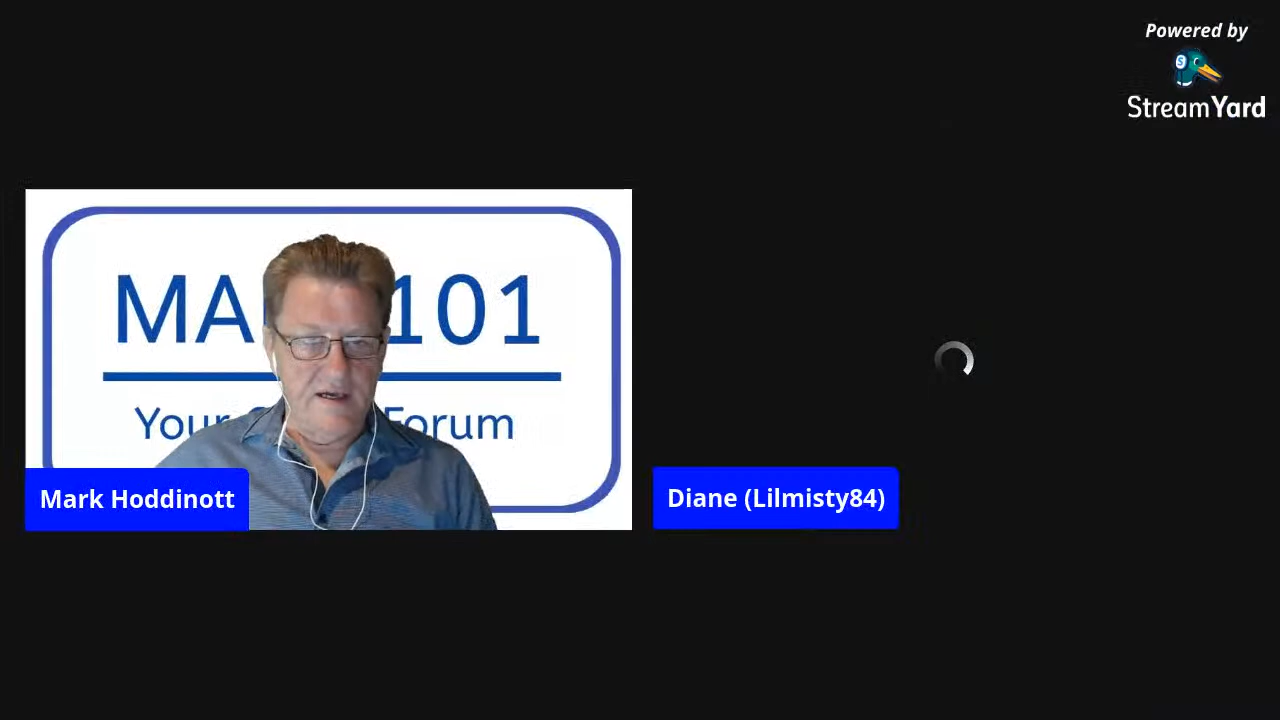 Powered by
StreamYard
MA 101
Your Forum
Mark Hoddinott
Diane (Lilmisty84)